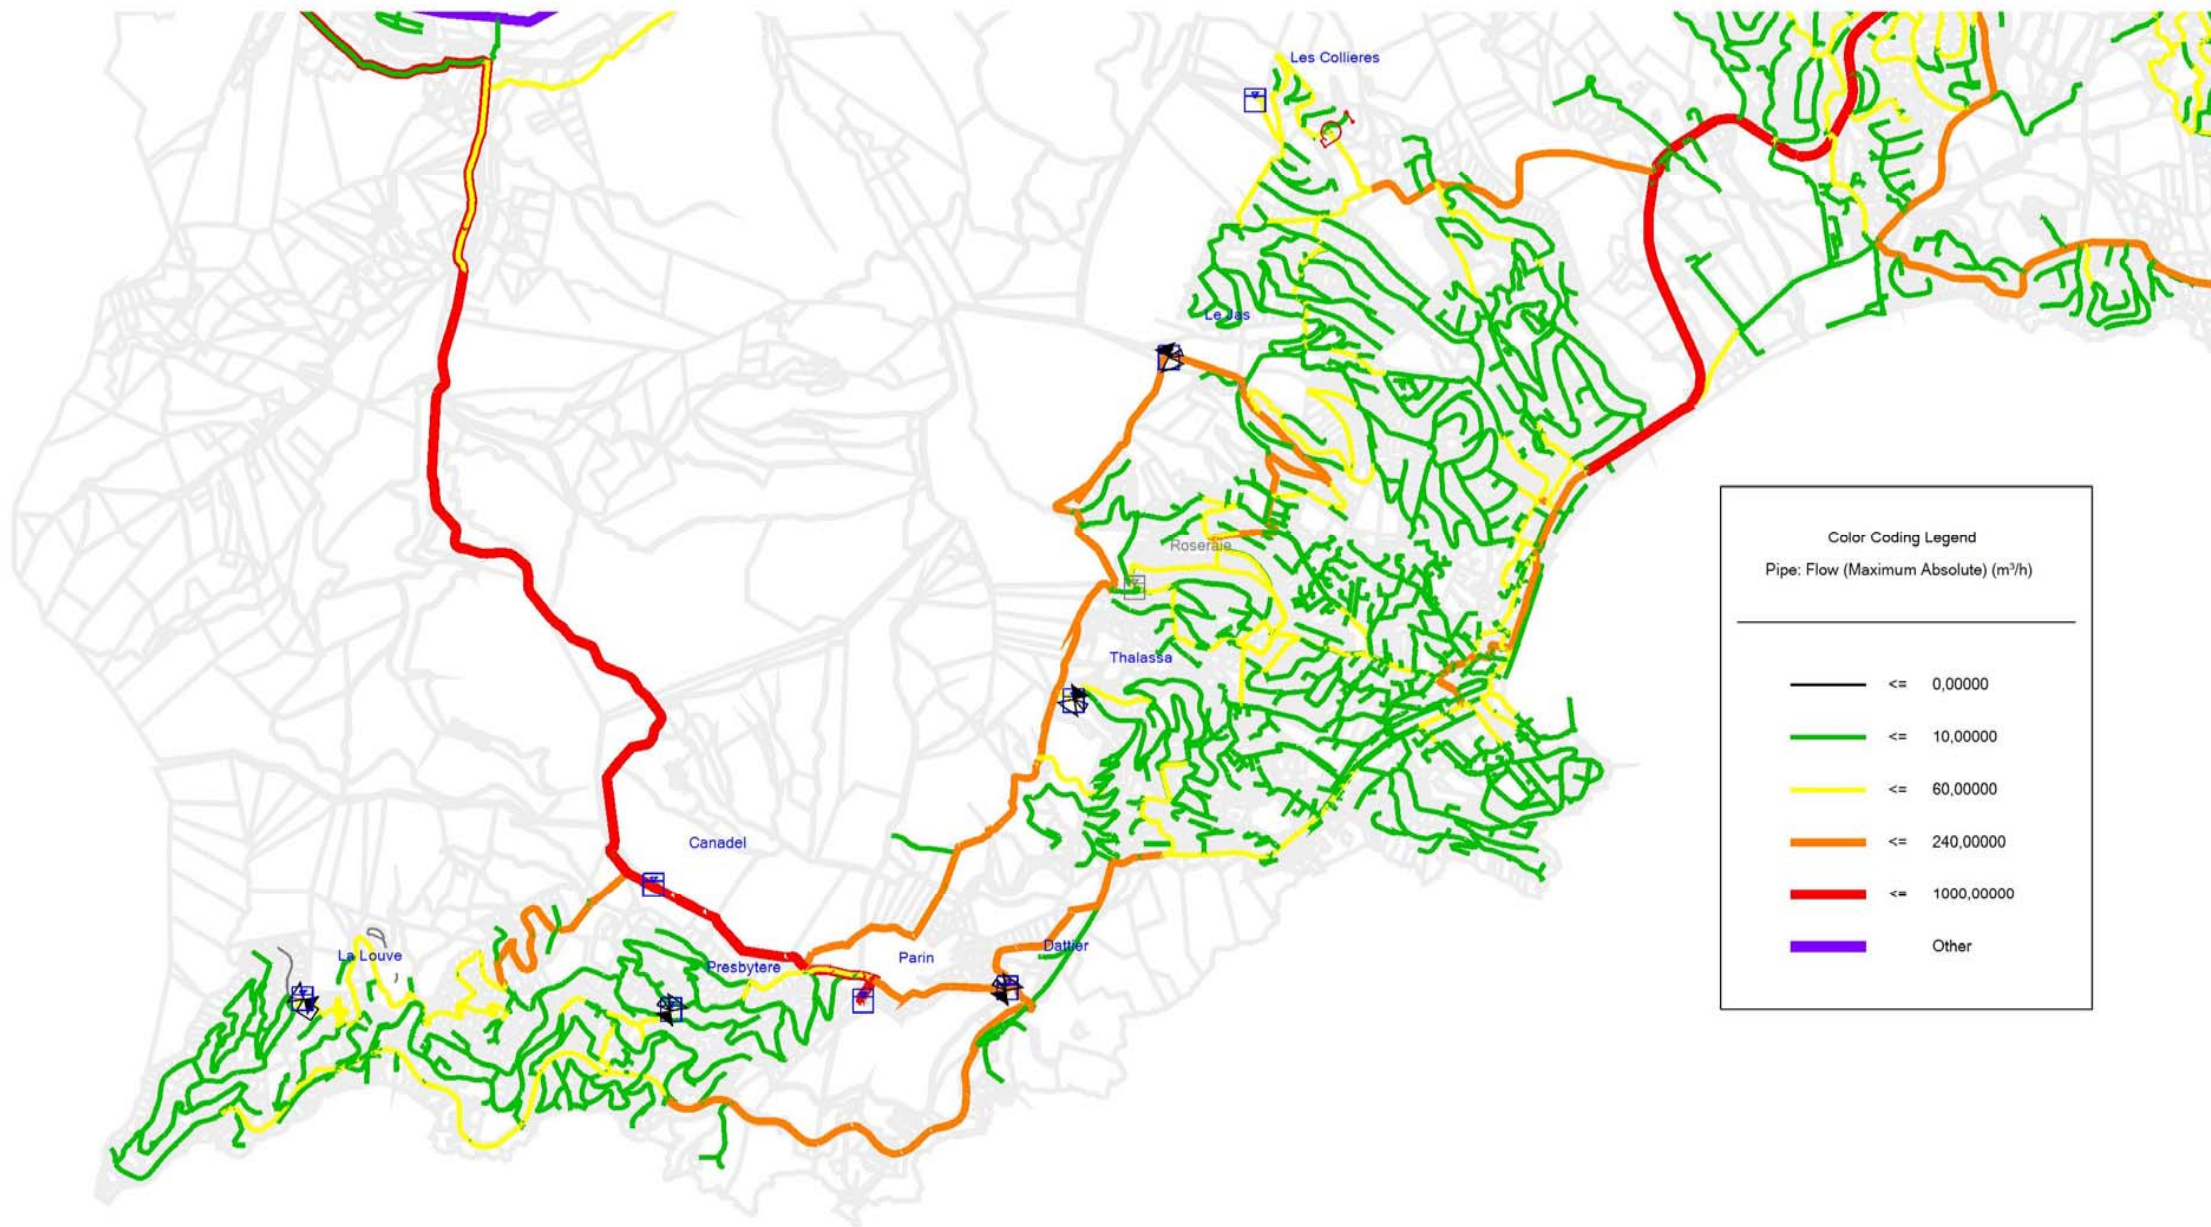 Les Collieres
Le Jas
Roseraie
Thalassa
Canadel
Dattier
La Louve
Presbytere
Parin
Color Coding Legend
Pipe: Flow (Maximum Absolute) (m³/h)
<= 0,00000
<= 10,00000
<= 60,00000
<= 240,00000
<= 1000,00000
Other